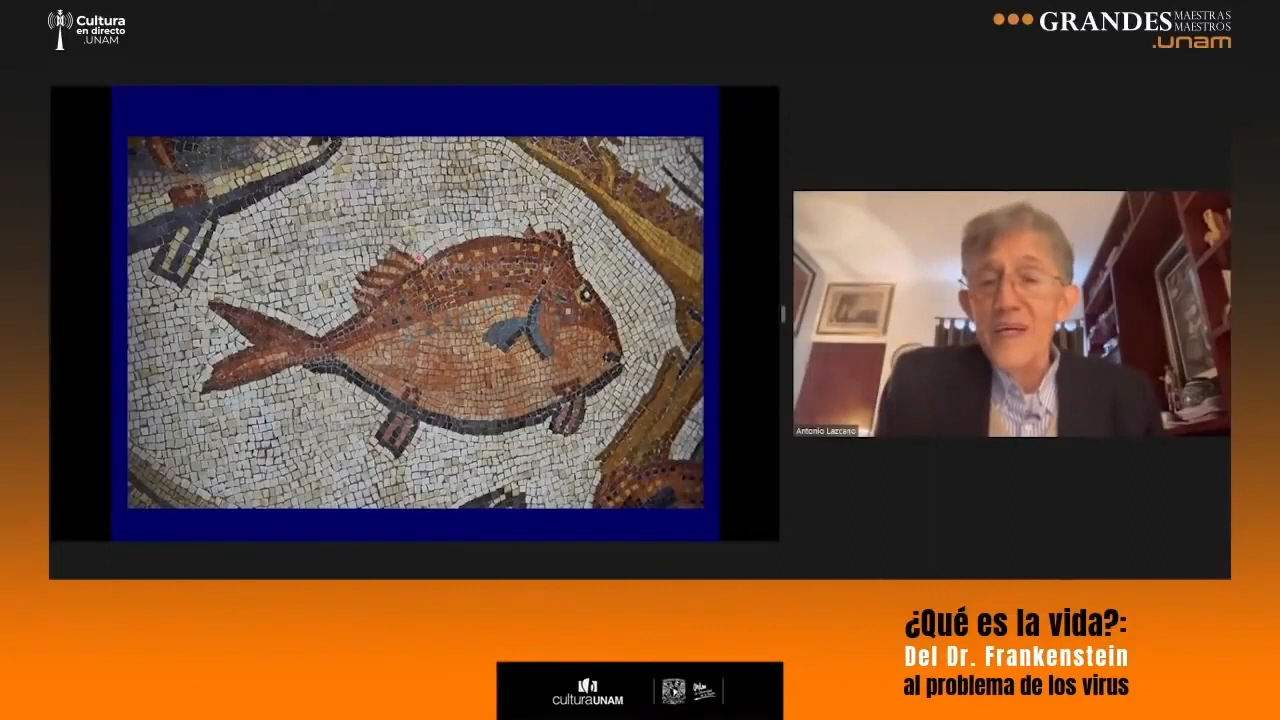 Cultura
en directo
.UNAM
GRANDES MAESTRAS
MAESTROS
.unam
Antonio Lazcano
¿Qué es la vida?:
Del Dr. Frankenstein
al problema de los virus
culturaUNAM